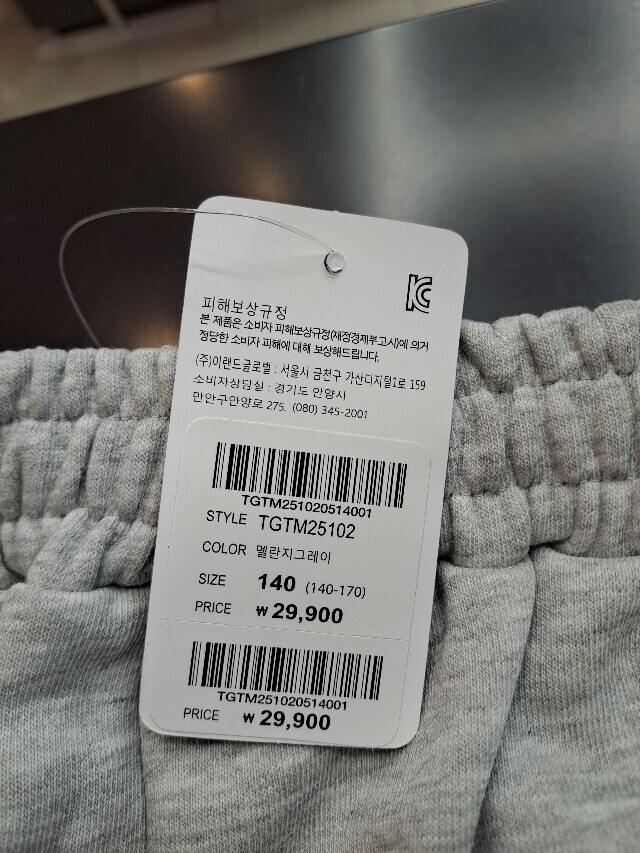 KC
피해보상규정
본 제품은 소비자 피해보상규정(재정경제부고시)에 의거
정당한 소비자 피해에 대해 보상해드립니다.
(주)이랜드글로벌 : 서울시 금천구 가산디지털1로 159
소비자상담실 : 경기도 안양시
만안구안양로 275. (080) 345-2001
TGTM251020514001
STYLE TGTM25102
COLOR 멜란지그레이
SIZE 140 (140-170)
PRICE ₩29,900
TGTM251020514001
PRICE ₩29,900